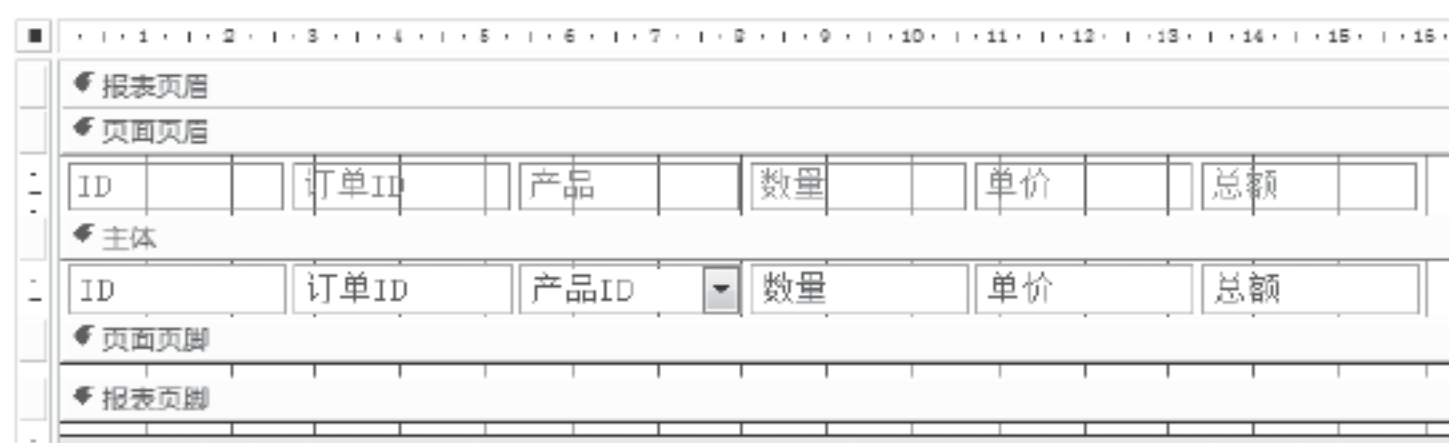 1 2 3 4 5 6 7 8 9 10 11 12 13 14 15 16
报表页眉
页面页眉
ID 订单ID 产品 数量 单价 总额
主体
ID 订单ID 产品ID 数量 单价 总额
页面页脚
报表页脚